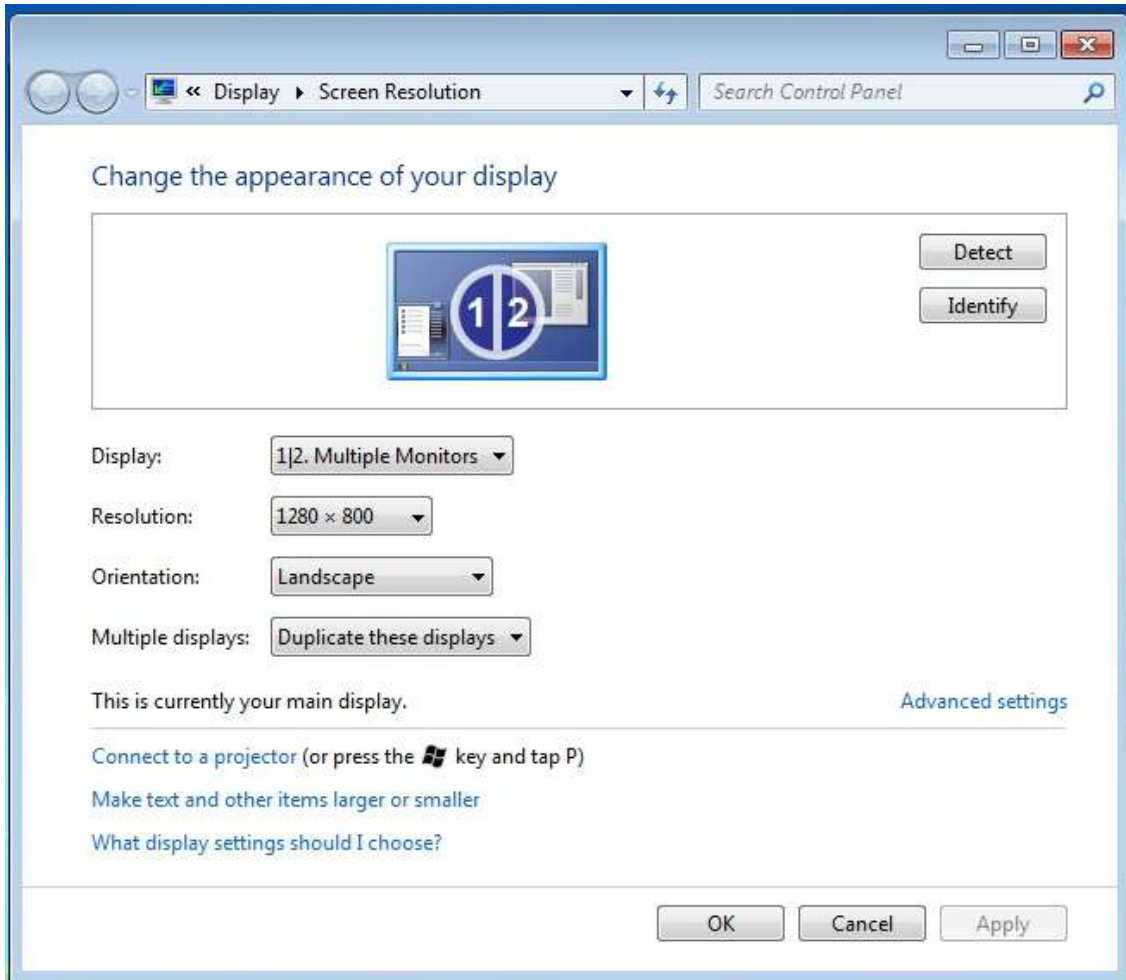 « Display ▸ Screen Resolution Search Control Panel
Change the appearance of your display
1 2
Detect
Identify
Display: 1|2. Multiple Monitors
Resolution: 1280 × 800
Orientation: Landscape
Multiple displays: Duplicate these displays
This is currently your main display. Advanced settings
Connect to a projector (or press the key and tap P)
Make text and other items larger or smaller
What display settings should I choose?
OK Cancel Apply